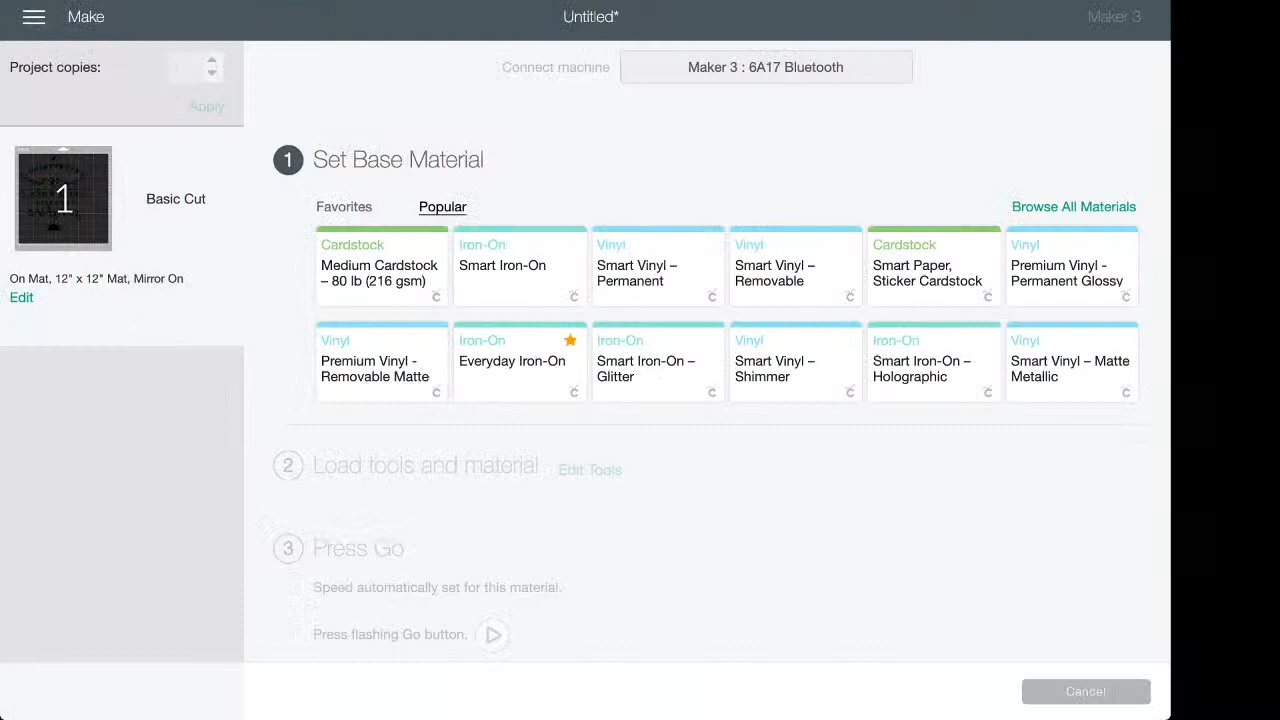 Make
Untitled*
Maker 3
Project copies:
1
Apply
Connect machine
Maker 3 : 6A17 Bluetooth
1
Basic Cut
On Mat, 12" x 12" Mat, Mirror On
Edit
1 Set Base Material
Favorites
Popular
Browse All Materials
Cardstock
Medium Cardstock
– 80 lb (216 gsm)
Iron-On
Smart Iron-On
Vinyl
Smart Vinyl –
Permanent
Vinyl
Smart Vinyl –
Removable
Cardstock
Smart Paper,
Sticker Cardstock
Vinyl
Premium Vinyl -
Permanent Glossy
Vinyl
Premium Vinyl -
Removable Matte
Iron-On
Everyday Iron-On
Iron-On
Smart Iron-On –
Glitter
Vinyl
Smart Vinyl –
Shimmer
Iron-On
Smart Iron-On –
Holographic
Vinyl
Smart Vinyl – Matte
Metallic
2 Load tools and material Edit Tools
3 Press Go
Speed automatically set for this material.
Press flashing Go button.
Cancel